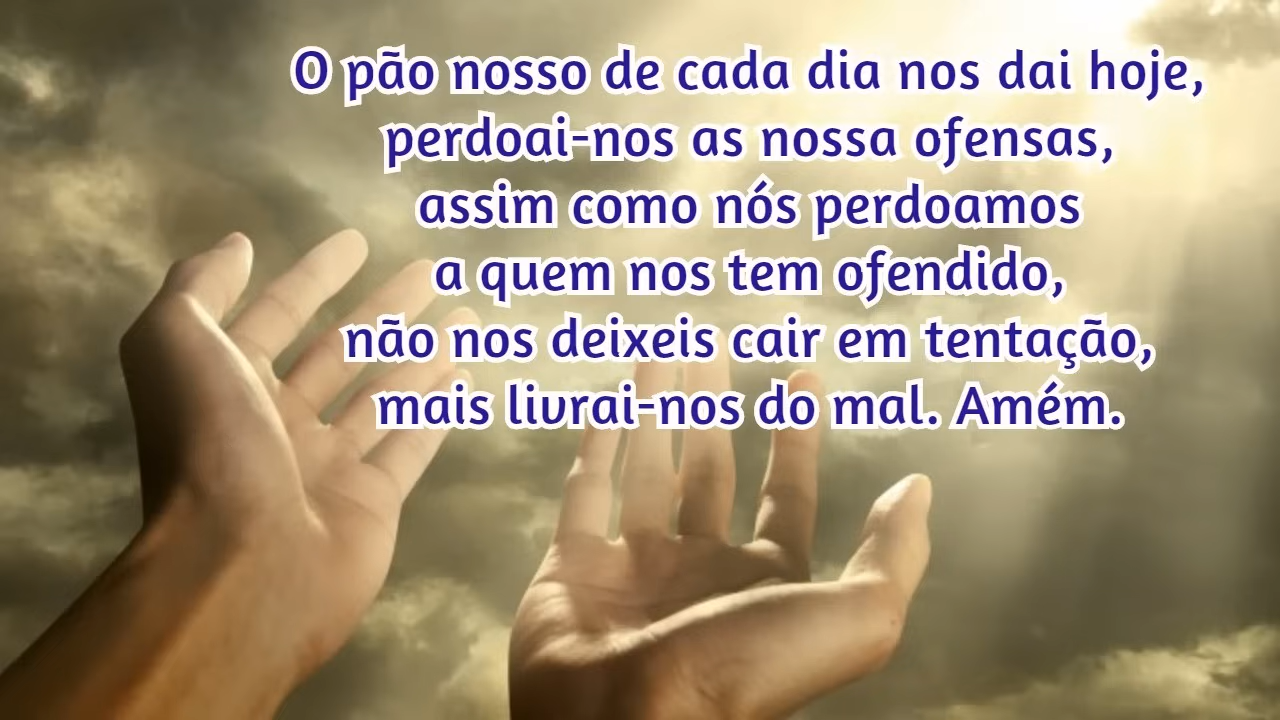 O pão nosso de cada dia nos dai hoje,
perdoai-nos as nossa ofensas,
assim como nós perdoamos
a quem nos tem ofendido,
não nos deixeis cair em tentação,
mais livrai-nos do mal. Amém.